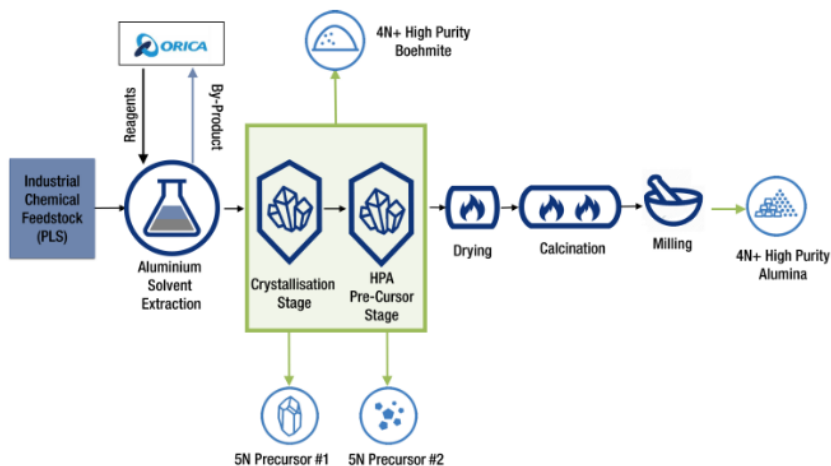 ORICA
4N+ High Purity
Boehmite
Reagents
By-Product
Industrial
Chemical
Feedstock
(PLS)
Aluminium
Solvent
Extraction
Crystallisation
Stage
HPA
Pre-Cursor
Stage
Drying
Calcination
Milling
4N+ High Purity
Alumina
5N Precursor #1
5N Precursor #2